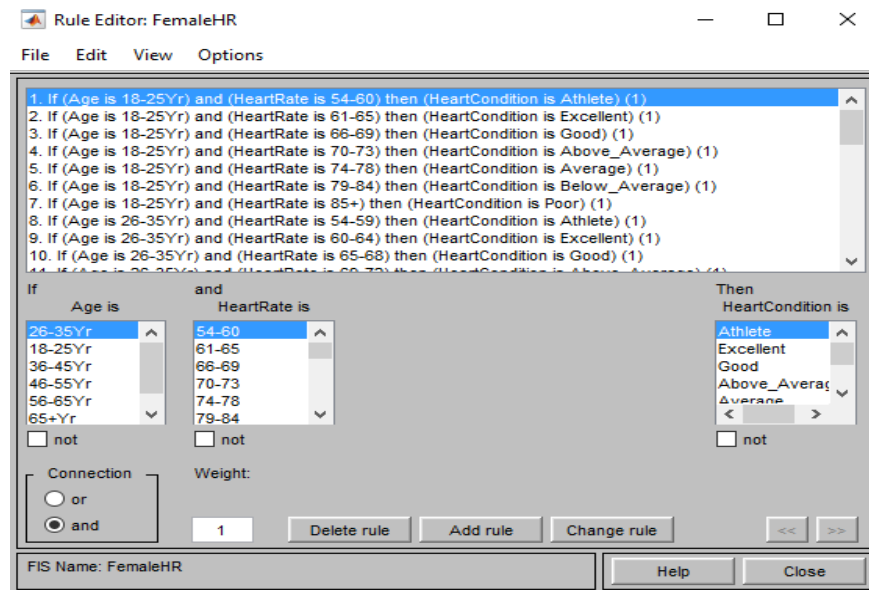 Rule Editor: FemaleHR
File Edit View Options
1. If (Age is 18-25Yr) and (HeartRate is 54-60) then (HeartCondition is Athlete) (1)
2. If (Age is 18-25Yr) and (HeartRate is 61-65) then (HeartCondition is Excellent) (1)
3. If (Age is 18-25Yr) and (HeartRate is 66-69) then (HeartCondition is Good) (1)
4. If (Age is 18-25Yr) and (HeartRate is 70-73) then (HeartCondition is Above_Average) (1)
5. If (Age is 18-25Yr) and (HeartRate is 74-78) then (HeartCondition is Average) (1)
6. If (Age is 18-25Yr) and (HeartRate is 79-84) then (HeartCondition is Below_Average) (1)
7. If (Age is 18-25Yr) and (HeartRate is 85+) then (HeartCondition is Poor) (1)
8. If (Age is 26-35Yr) and (HeartRate is 54-59) then (HeartCondition is Athlete) (1)
9. If (Age is 26-35Yr) and (HeartRate is 60-64) then (HeartCondition is Excellent) (1)
10. If (Age is 26-35Yr) and (HeartRate is 65-68) then (HeartCondition is Good) (1)
If and Then
Age is HeartRate is HeartCondition is
26-35Yr 54-60 Athlete
18-25Yr 61-65 Excellent
36-45Yr 66-69 Good
46-55Yr 70-73 Above_Averag
56-65Yr 74-78 Average
65+Yr 79-84
not not not
Connection Weight:
or
and 1 Delete rule Add rule Change rule << >>
FIS Name: FemaleHR Help Close